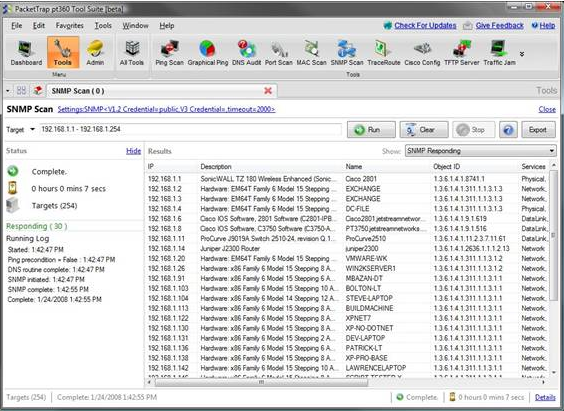 PacketTrap pt360 Tool Suite [beta]
File Edit Favorites Tools Window Help
Check For Updates Give Feedback Help
Dashboard Tools Admin All Tools Ping Scan Graphical Ping DNS Audit Port Scan MAC Scan SNMP Scan TraceRoute Cisco Config TFTP Server Traffic Jam
Menu Tools
SNMP Scan ( 0 ) Tools
SNMP Scan Settings:SNMP<V1,2 Credential=public,V3 Credential=,timeout=2000> Close
Target 192.168.1.1 - 192.168.1.254 Run Clear Stop Export
Status Hide Results Show: SNMP Responding
IP Description Name Object ID Services
Complete.
0 hours 0 mins 7 secs
Targets (254)
Responding ( 30 )
Running Log
Started: 1:42:47 PM
Ping precondition = False : 1:42:47 PM
DNS routine complete: 1:42:47 PM
SNMP initiated: 1:42:47 PM
SNMP complete: 1:42:55 PM
Complete: 1/24/2008 1:42:55 PM
192.168.1.1 SonicWALL TZ 180 Wireless Enhanced (Sonic... Cisco 2801 1.3.6.1.4.1.8741.1 Physical,
192.168.1.2 Hardware: EM64T Family 6 Model 15 Stepping ... EXCHANGE 1.3.6.1.4.1.311.1.1.3.1.3 Network,
192.168.1.3 Hardware: EM64T Family 6 Model 15 Stepping ... EXCHANGE 1.3.6.1.4.1.311.1.1.3.1.3 Network,
192.168.1.4 Hardware: EM64T Family 6 Model 15 Stepping ... DC-FILE 1.3.6.1.4.1.311.1.1.3.1.3 Physical,
192.168.1.6 Cisco IOS Software, 2801 Software (C2801-IPB... Cisco2801.jetstreamnetwork... 1.3.6.1.4.1.9.1.619 DataLink,
192.168.1.8 Cisco IOS Software, C3750 Software (C3750-A... PT3750.jetstreamnetworks... 1.3.6.1.4.1.9.1.516 DataLink,
192.168.1.11 ProCurve J9019A Switch 2510-24, revision Q.1... ProCurve2510 1.3.6.1.4.1.11.2.3.7.11.61 DataLink,
192.168.1.14 Juniper J2300 Router juniper2300 1.3.6.1.4.1.2636.1.1.1.2.13 Network,
192.168.1.20 Hardware: EM64T Family 6 Model 15 Stepping ... VMWARE-WK 1.3.6.1.4.1.311.1.1.3.1.2 Network,
192.168.1.26 Hardware: x86 Family 6 Model 15 Stepping 8 A... WIN2KSERVER1 1.3.6.1.4.1.311.1.1.3.1.2 Network,
192.168.1.91 Hardware: x86 Family 6 Model 15 Stepping 6 A... MBAZAN-DT 1.3.6.1.4.1.311.1.1.3.1.1 Network,
192.168.1.103 Hardware: x86 Family 6 Model 15 Stepping 10 A... BOLTON-LT 1.3.6.1.4.1.311.1.1.3.1.1 Network,
192.168.1.104 Hardware: x86 Family 6 Model 14 Stepping 12 A... STEVE-LAPTOP 1.3.6.1.4.1.311.1.1.3.1.1 Network,
192.168.1.113 Hardware: x86 Family 6 Model 15 Stepping 8 A... BUILDMACHINE 1.3.6.1.4.1.311.1.1.3.1.1 Network,
192.168.1.122 Hardware: x86 Family 6 Model 15 Stepping 8 A... XPNET7 1.3.6.1.4.1.311.1.1.3.1.1 Network,
192.168.1.130 Hardware: x86 Family 6 Model 15 Stepping 6 A... XP-NO-DOTNET 1.3.6.1.4.1.311.1.1.3.1.1 Network,
192.168.1.131 Hardware: x86 Family 6 Model 15 Stepping 2 A... DEV-LAPTOP 1.3.6.1.4.1.311.1.1.3.1.1 Network,
192.168.1.136 Hardware: x86 Family 6 Model 15 Stepping 10 A... PATRICK-LT 1.3.6.1.4.1.311.1.1.3.1.1 Network,
192.168.1.138 Hardware: x86 Family 6 Model 15 Stepping 8 A... XP-PRO-BASE 1.3.6.1.4.1.311.1.1.3.1.1 Network,
192.168.1.142 Hardware: x86 Family 6 Model 15 Stepping 10 A... LAWRENCELAPTOP 1.3.6.1.4.1.311.1.1.3.1.1 Network,
Targets (254) Complete: 1/24/2008 1:42:55 PM Complete. 0 hours 0 mins 7 secs Details